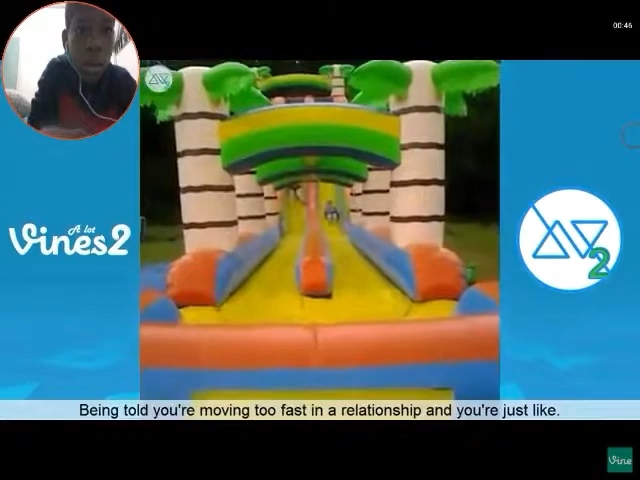 00:46
A lot
Vines2
2
Being told you're moving too fast in a relationship and you're just like.
Vine